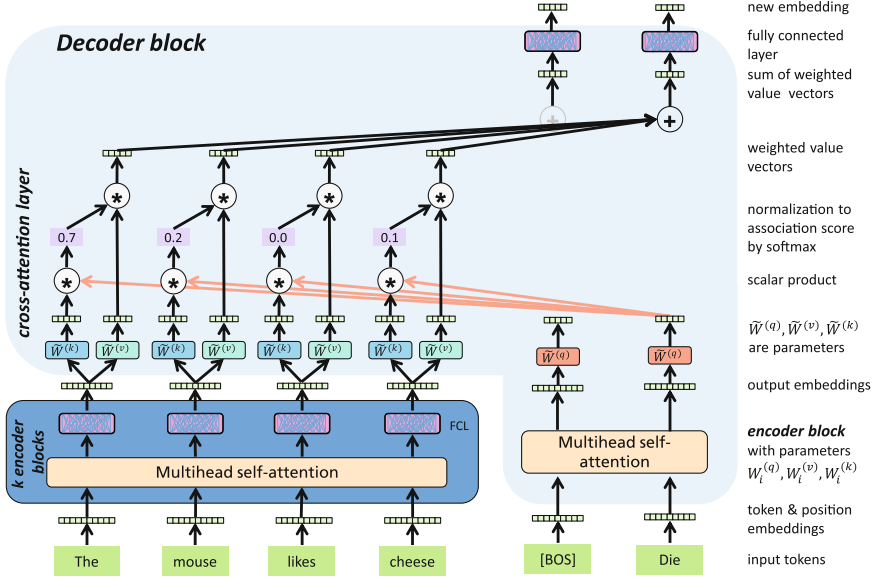 new embedding
fully connected
layer
sum of weighted
value vectors
Decoder block
+
+
weighted value
vectors
cross-attention layer
* * * *
normalization to
association score
by softmax
0.7 0.2 0.0 0.1
* * * *
scalar product
W̃^(q), W̃^(v), W̃^(k)
are parameters
W̃^(k) W̃^(v) W̃^(k) W̃^(v) W̃^(k) W̃^(v) W̃^(k) W̃^(v) W̃^(q) W̃^(q)
output embeddings
k encoder
blocks
FCL
Multihead self-attention
Multihead self-
attention
encoder block
with parameters
W_i^(q), W_i^(v), W_i^(k)
token & position
embeddings
The mouse likes cheese [BOS] Die
input tokens